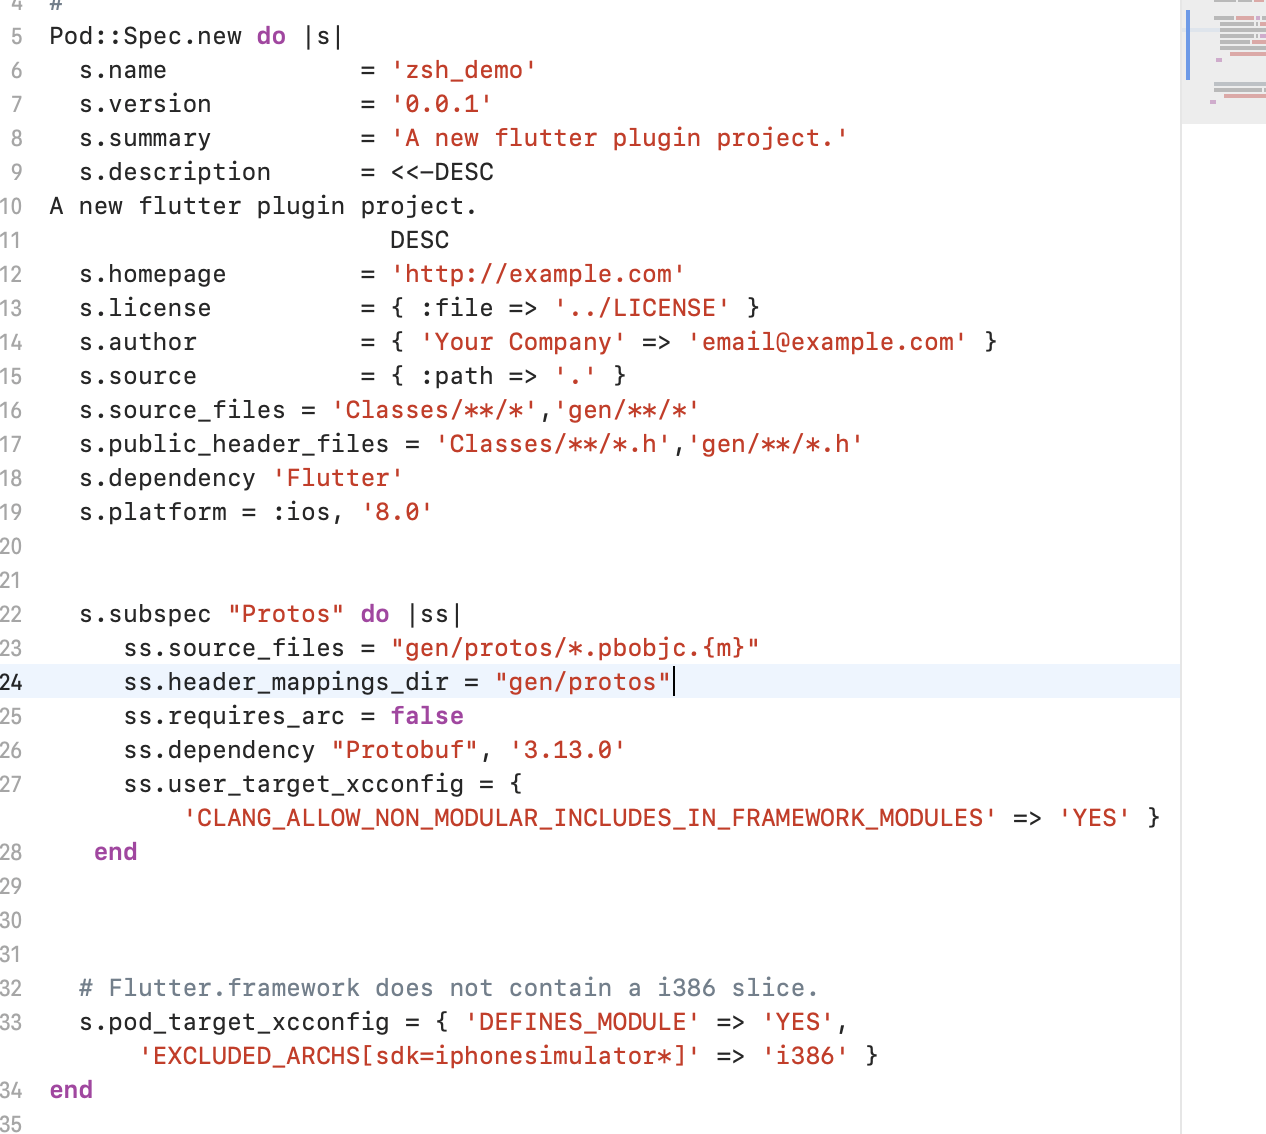 4 #
5 Pod::Spec.new do |s|
6   s.name             = 'zsh_demo'
7   s.version          = '0.0.1'
8   s.summary          = 'A new flutter plugin project.'
9   s.description      = <<-DESC
10 A new flutter plugin project.
11                        DESC
12   s.homepage         = 'http://example.com'
13   s.license          = { :file => '../LICENSE' }
14   s.author           = { 'Your Company' => 'email@example.com' }
15   s.source           = { :path => '.' }
16   s.source_files = 'Classes/**/*','gen/**/*'
17   s.public_header_files = 'Classes/**/*.h','gen/**/*.h'
18   s.dependency 'Flutter'
19   s.platform = :ios, '8.0'
20
21
22   s.subspec "Protos" do |ss|
23      ss.source_files = "gen/protos/*.pbobjc.{m}"
24      ss.header_mappings_dir = "gen/protos"
25      ss.requires_arc = false
26      ss.dependency "Protobuf", '3.13.0'
27      ss.user_target_xcconfig = {
         'CLANG_ALLOW_NON_MODULAR_INCLUDES_IN_FRAMEWORK_MODULES' => 'YES' }
28    end
29
30
31
32   # Flutter.framework does not contain a i386 slice.
33   s.pod_target_xcconfig = { 'DEFINES_MODULE' => 'YES',
      'EXCLUDED_ARCHS[sdk=iphonesimulator*]' => 'i386' }
34 end
35